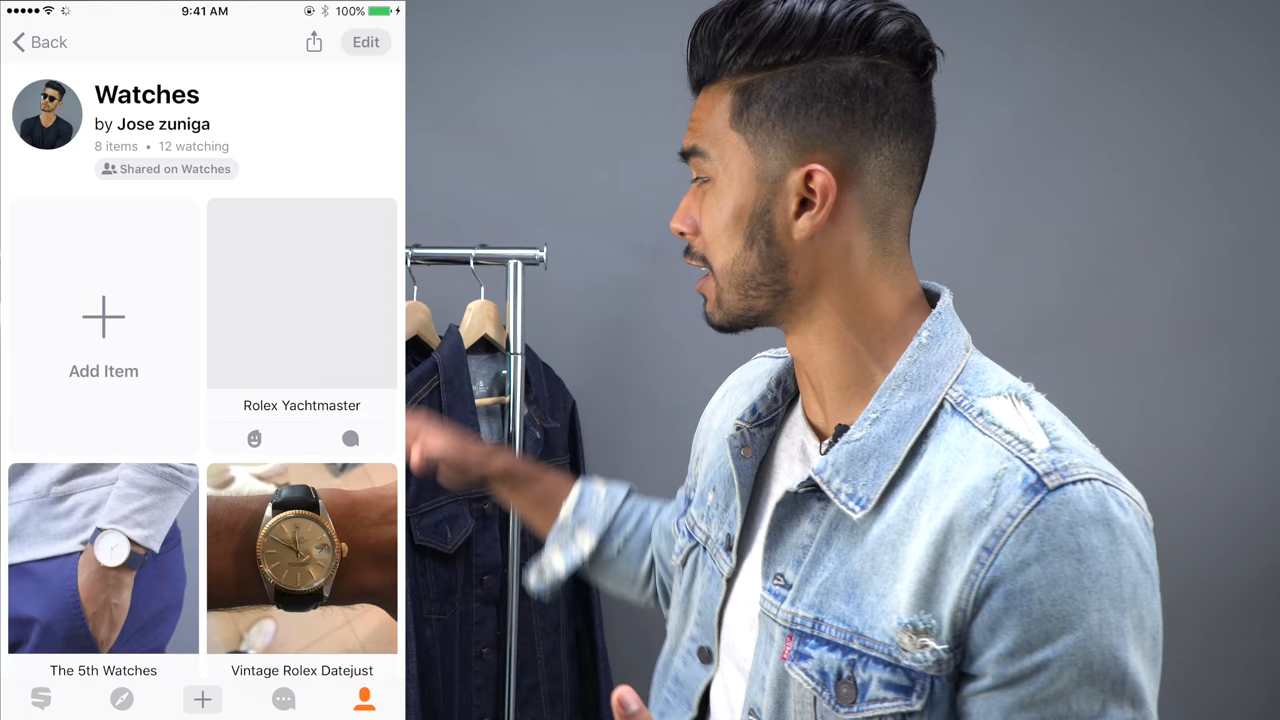 9:41 AM
100%
Back
Edit
Watches
by Jose zuniga
8 items • 12 watching
Shared on Watches
Add Item
Rolex Yachtmaster
The 5th Watches
Vintage Rolex Datejust